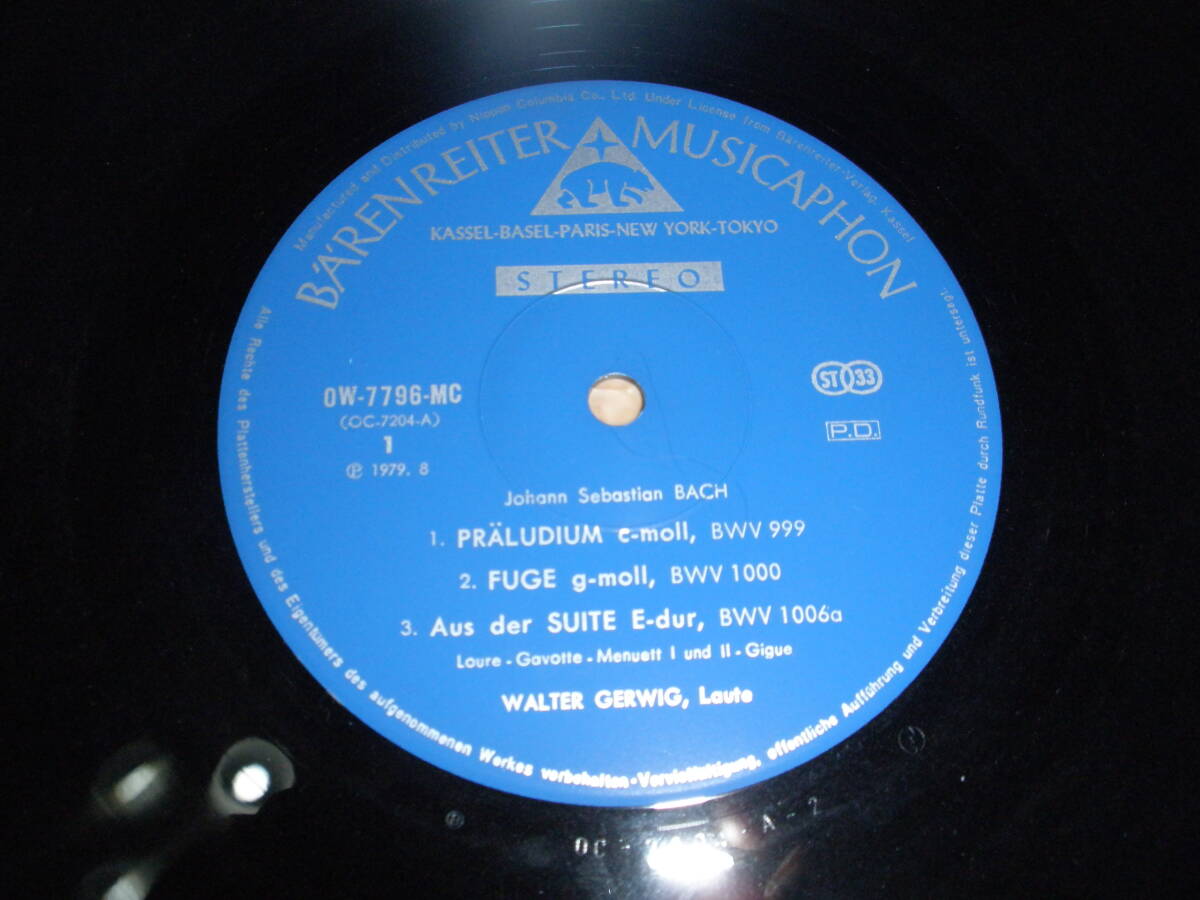 Manufactured and Distributed by Nippon Columbia Co., Ltd. Under License from Bärenreiter-Verlag, Kassel
BÄRENREITER MUSICAPHON
KASSEL-BASEL-PARIS-NEW YORK-TOKYO
STEREO
OW-7796-MC
(OC-7204-A)
1
℗ 1979. 8
ST 33
P.D.
Johann Sebastian BACH
1. PRÄLUDIUM c-moll, BWV 999
2. FUGE g-moll, BWV 1000
3. Aus der SUITE E-dur, BWV 1006a
Loure - Gavotte - Menuett I und II - Gigue
WALTER GERWIG, Laute
Alle Rechte des Plattenherstellers und des Eigentümers des aufgenommenen Werkes vorbehalten · Vervielfältigung, öffentliche Aufführung und Verbreitung dieser Platte durch Rundfunk ist untersagt.
OC - A - 2